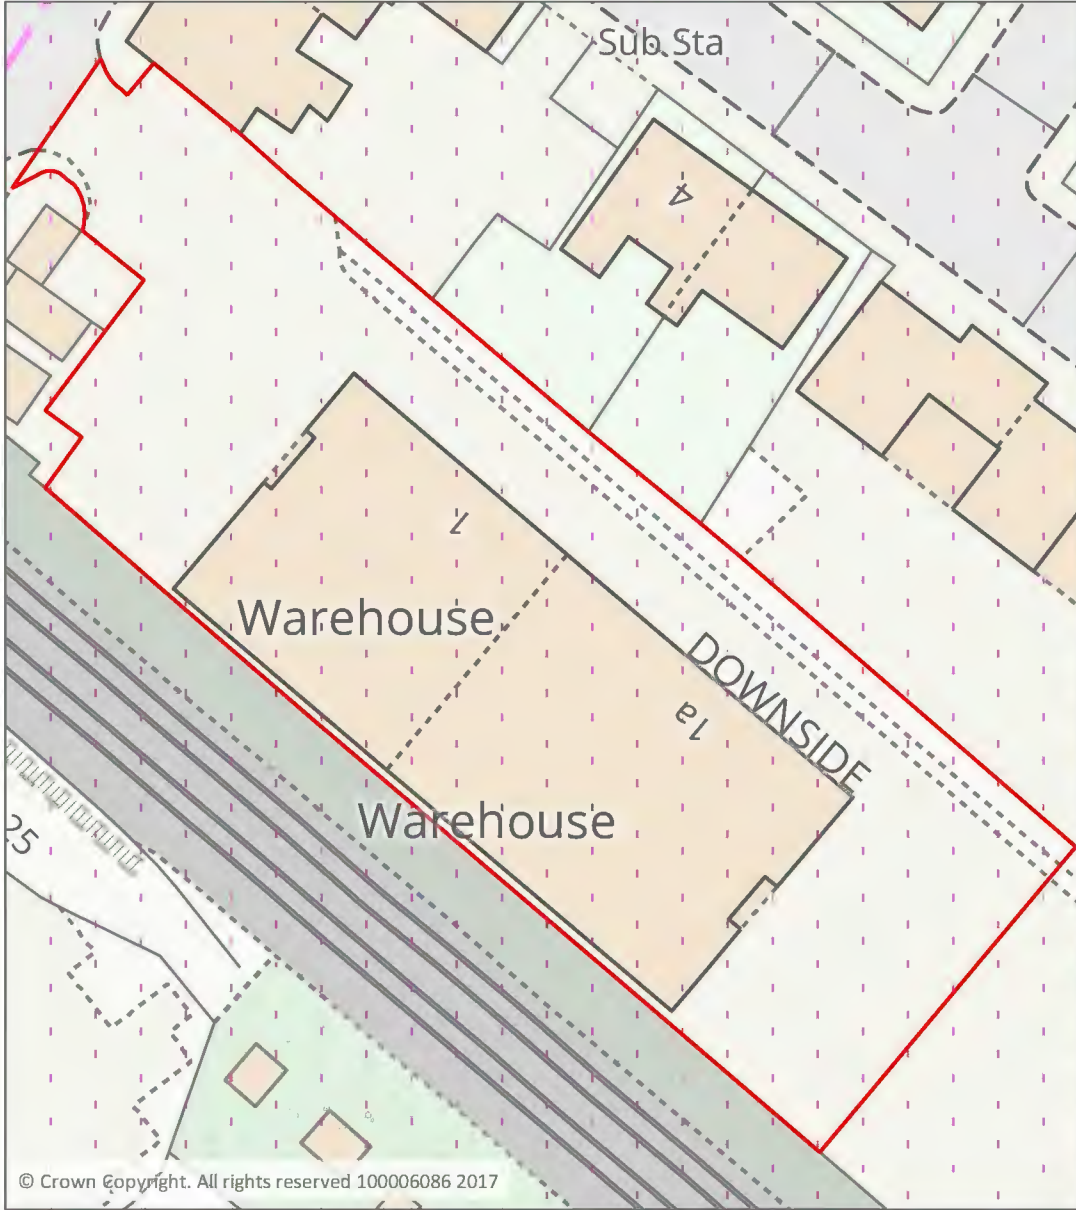 Sub Sta
4
1
Warehouse
DOWNSIDE
1a
Warehouse
25
© Crown Copyright. All rights reserved 100006086 2017